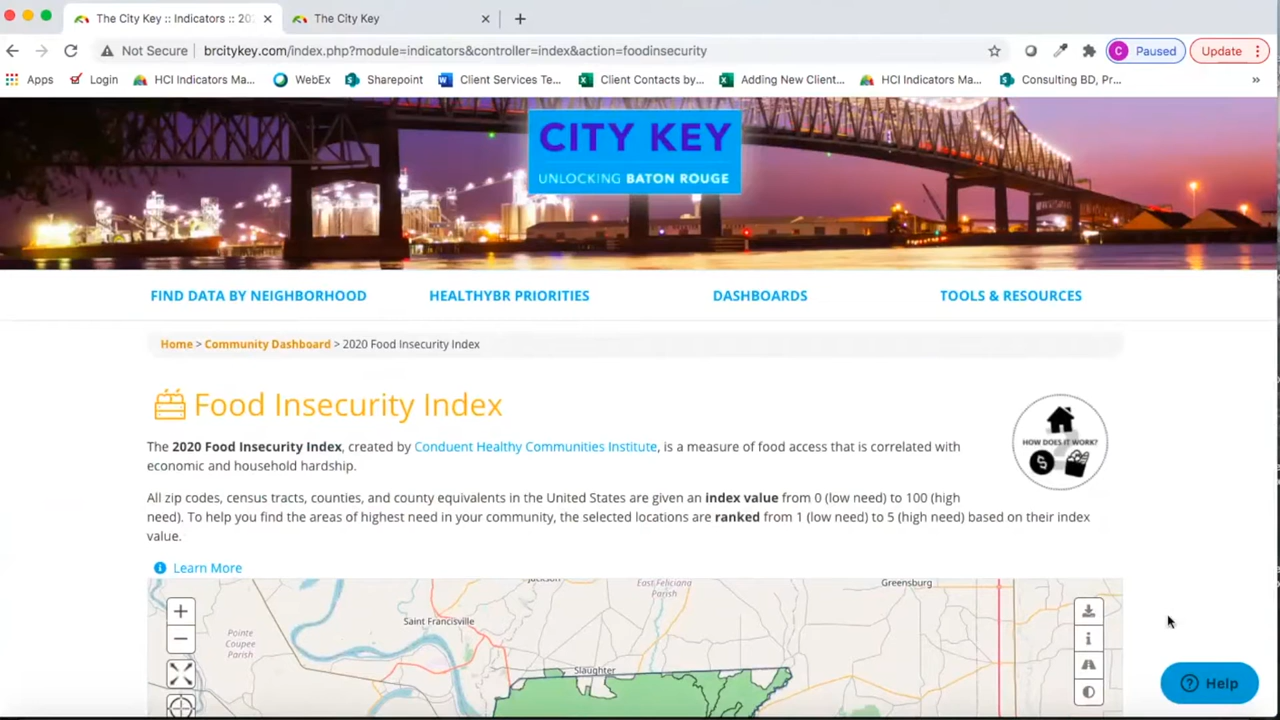 The City Key :: Indicators :: 20
The City Key
Not Secure
brcitykey.com/index.php?module=indicators&controller=index&action=foodinsecurity
Paused
Update
Apps
Login
HCI Indicators Ma...
WebEx
Sharepoint
Client Services Te...
Client Contacts by...
Adding New Client...
HCI Indicators Ma...
Consulting BD, Pr...
»
CITY KEY
UNLOCKING BATON ROUGE
FIND DATA BY NEIGHBORHOOD
HEALTHYBR PRIORITIES
DASHBOARDS
TOOLS & RESOURCES
Home > Community Dashboard > 2020 Food Insecurity Index
Food Insecurity Index
HOW DOES IT WORK?
The 2020 Food Insecurity Index, created by Conduent Healthy Communities Institute, is a measure of food access that is correlated with
economic and household hardship.
All zip codes, census tracts, counties, and county equivalents in the United States are given an index value from 0 (low need) to 100 (high
need). To help you find the areas of highest need in your community, the selected locations are ranked from 1 (low need) to 5 (high need) based on their index
value.
Learn More
East Feliciana
Parish
Greensburg
Saint Francisville
Pointe
Coupee
Parish
Slaughter
Help